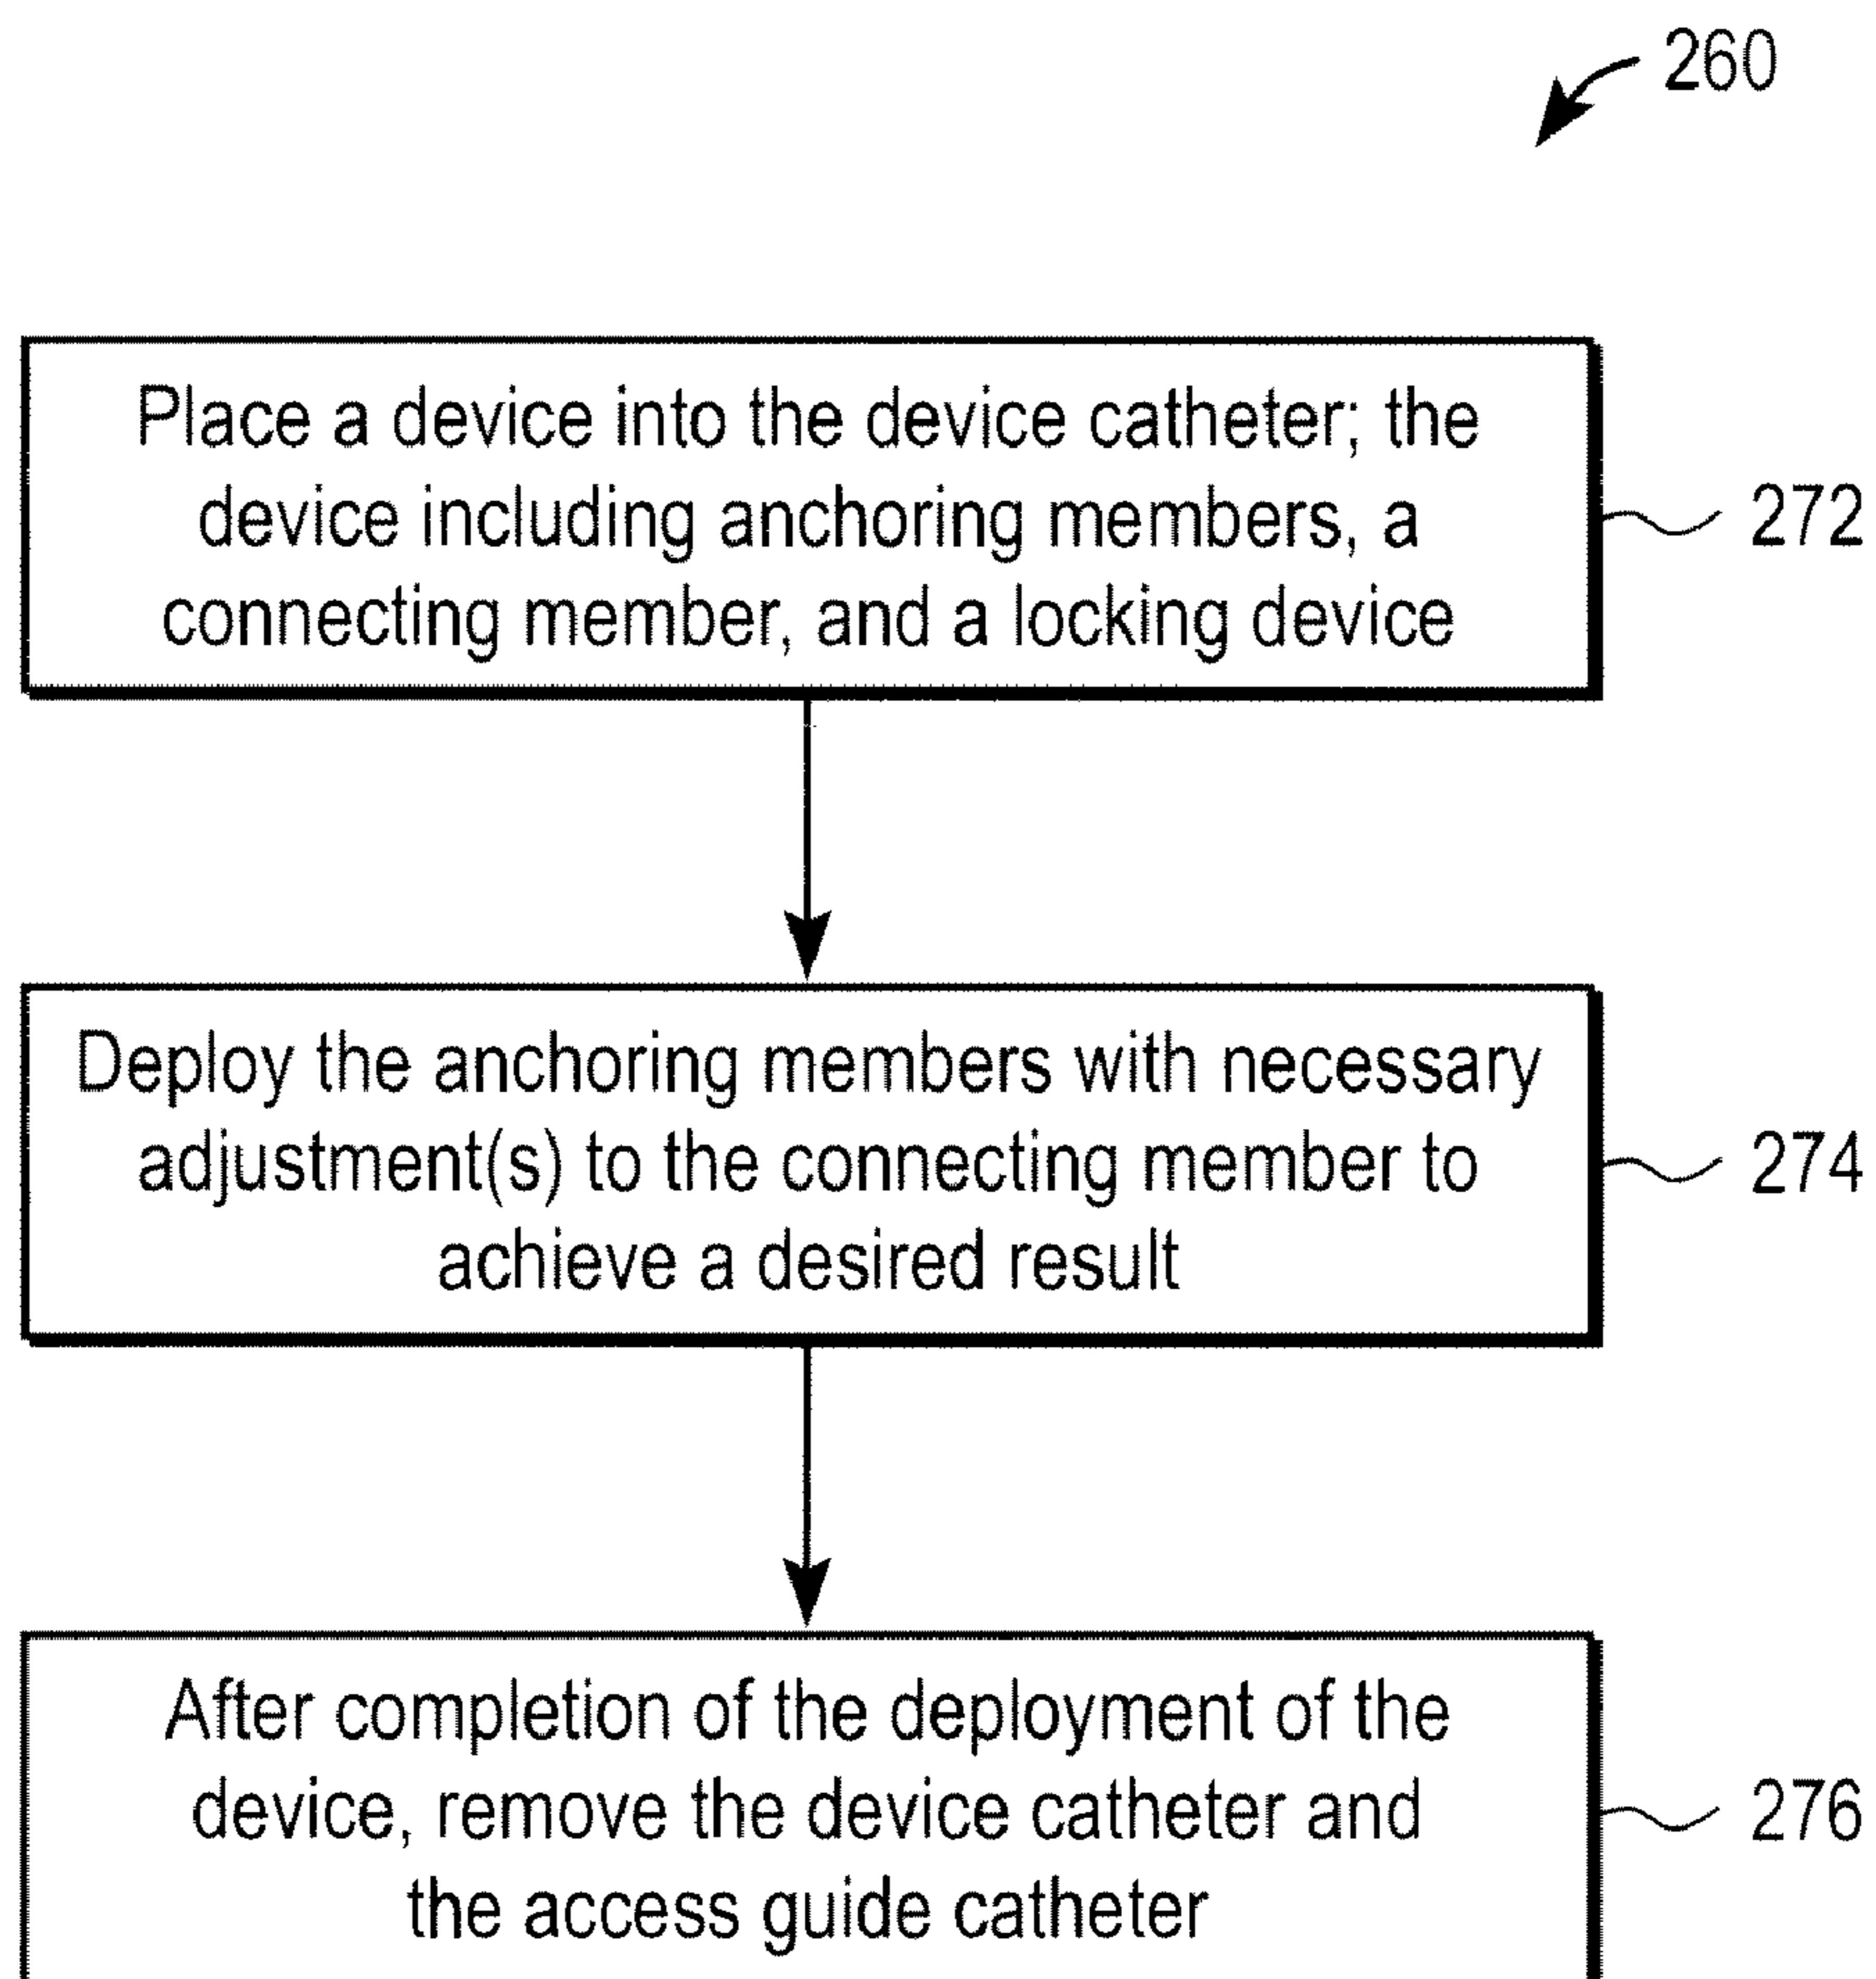 260
Place a device into the device catheter; the
device including anchoring members, a
connecting member, and a locking device
272
Deploy the anchoring members with necessary
adjustment(s) to the connecting member to
achieve a desired result
274
After completion of the deployment of the
device, remove the device catheter and
the access guide catheter
276